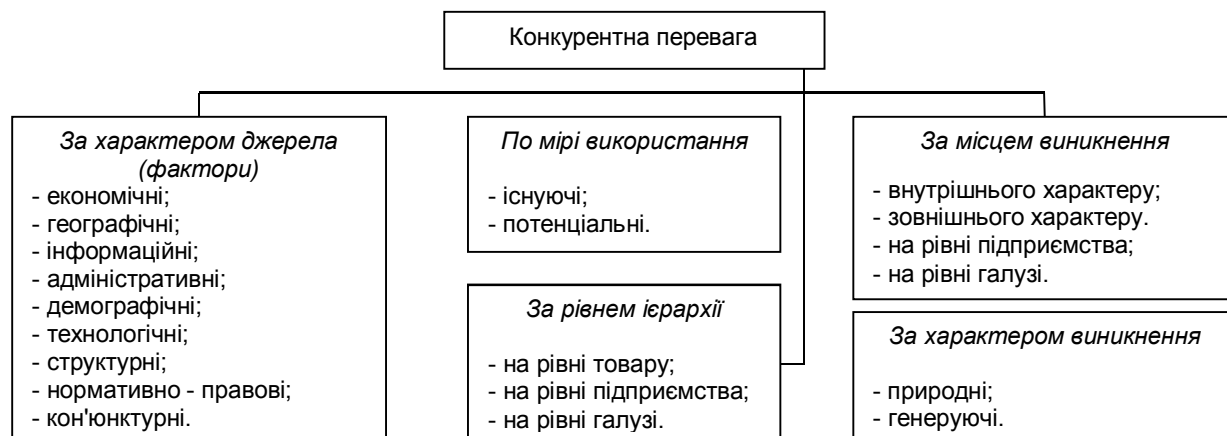 Конкурентна перевага
За характером джерела
(фактори)
- економічні;
- географічні;
- інформаційні;
- адміністративні;
- демографічні;
- технологічні;
- структурні;
- нормативно - правові;
- кон'юнктурні.
По мірі використання
- існуючі;
- потенціальні.
За рівнем ієрархії
- на рівні товару;
- на рівні підприємства;
- на рівні галузі.
За місцем виникнення
- внутрішнього характеру;
- зовнішнього характеру.
- на рівні підприємства;
- на рівні галузі.
За характером виникнення
- природні;
- генеруючі.